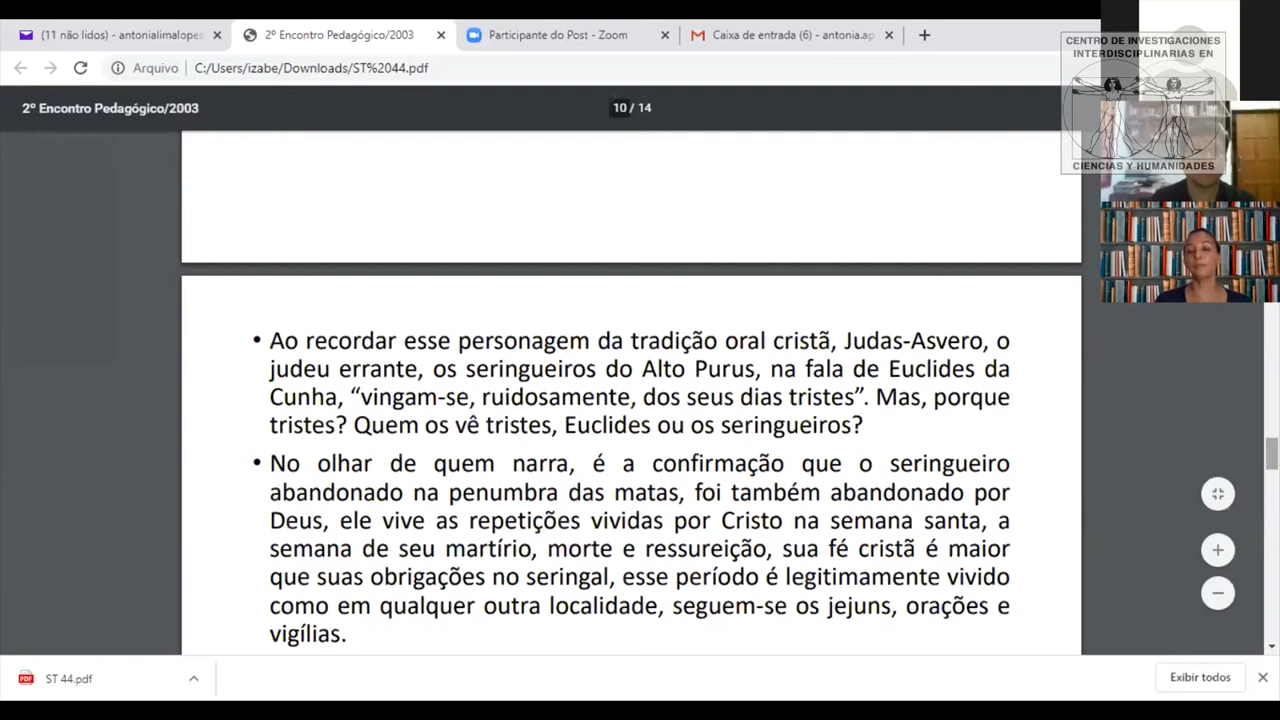 (11 não lidos) - antonialimalopes
2º Encontro Pedagógico/2003
Participante do Post - Zoom
Caixa de entrada (6) - antonia.ap
Arquivo
C:/Users/izabe/Downloads/ST%2044.pdf
CENTRO DE INVESTIGACIONES
INTERDISCIPLINARIAS EN
CIENCIAS Y HUMANIDADES
2º Encontro Pedagógico/2003
10 / 14
• Ao recordar esse personagem da tradição oral cristã, Judas-Asvero, o
judeu errante, os seringueiros do Alto Purus, na fala de Euclides da
Cunha, “vingam-se, ruidosamente, dos seus dias tristes”. Mas, porque
tristes? Quem os vê tristes, Euclides ou os seringueiros?
• No olhar de quem narra, é a confirmação que o seringueiro
abandonado na penumbra das matas, foi também abandonado por
Deus, ele vive as repetições vividas por Cristo na semana santa, a
semana de seu martírio, morte e ressureição, sua fé cristã é maior
que suas obrigações no seringal, esse período é legitimamente vivido
como em qualquer outra localidade, seguem-se os jejuns, orações e
vigílias.
PDF
ST 44.pdf
Exibir todos